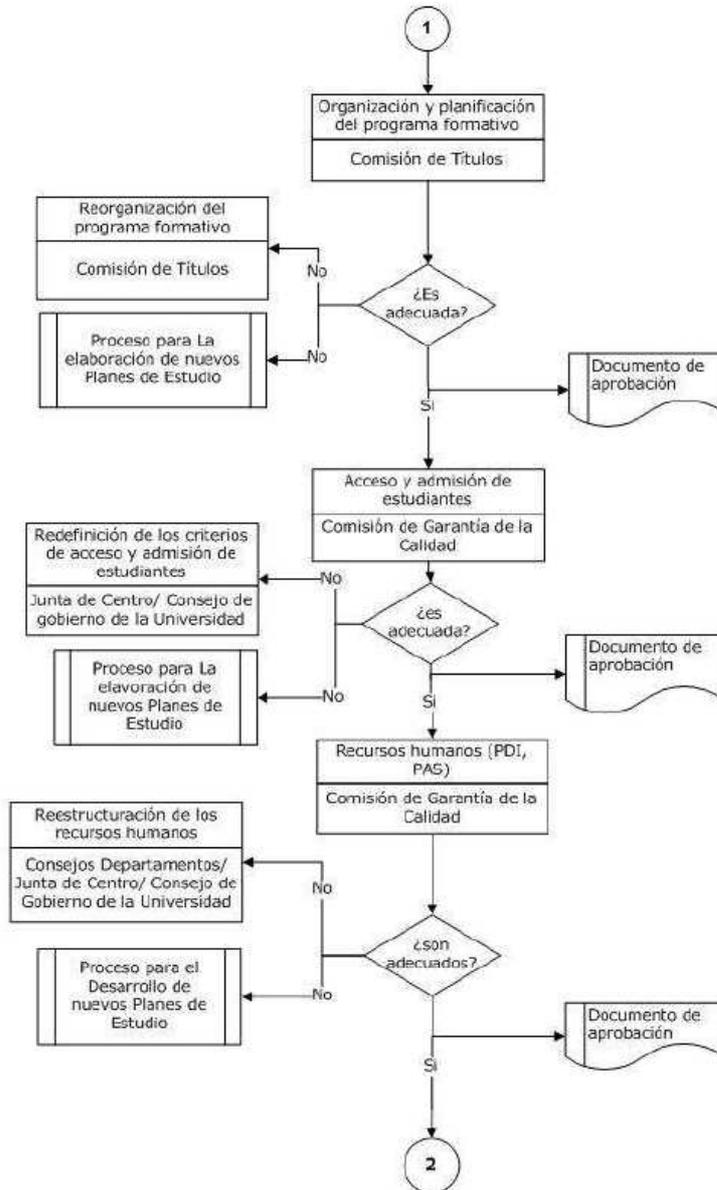 1
Organización y planificación
del programa formativo
Comisión de Títulos
Reorganización del
programa formativo
Comisión de Títulos
No
¿Es
adecuada?
Proceso para La
elaboración de nuevos
Planes de Estudio
No
Documento de
aprobación
Si
Acceso y admisión de
estudiantes
Comisión de Garantía de la
Calidad
Redefinición de los criterios
de acceso y admisión de
estudiantes
Junta de Centro/ Consejo de
gobierno de la Universidad
No
¿es
adecuada?
Proceso para La
elavoración de
nuevos Planes de
Estudio
No
Documento de
aprobación
Si
Recursos humanos (PDI,
PAS)
Comisión de Garantía de la
Calidad
Reestructuración de los
recursos humanos
Consejos Departamentos/
Junta de Centro/ Consejo de
Gobierno de la Universidad
No
¿son
adecuados?
Proceso para el
Desarrollo de
nuevos Planes de
Estudio
No
Documento de
aprobación
Si
2